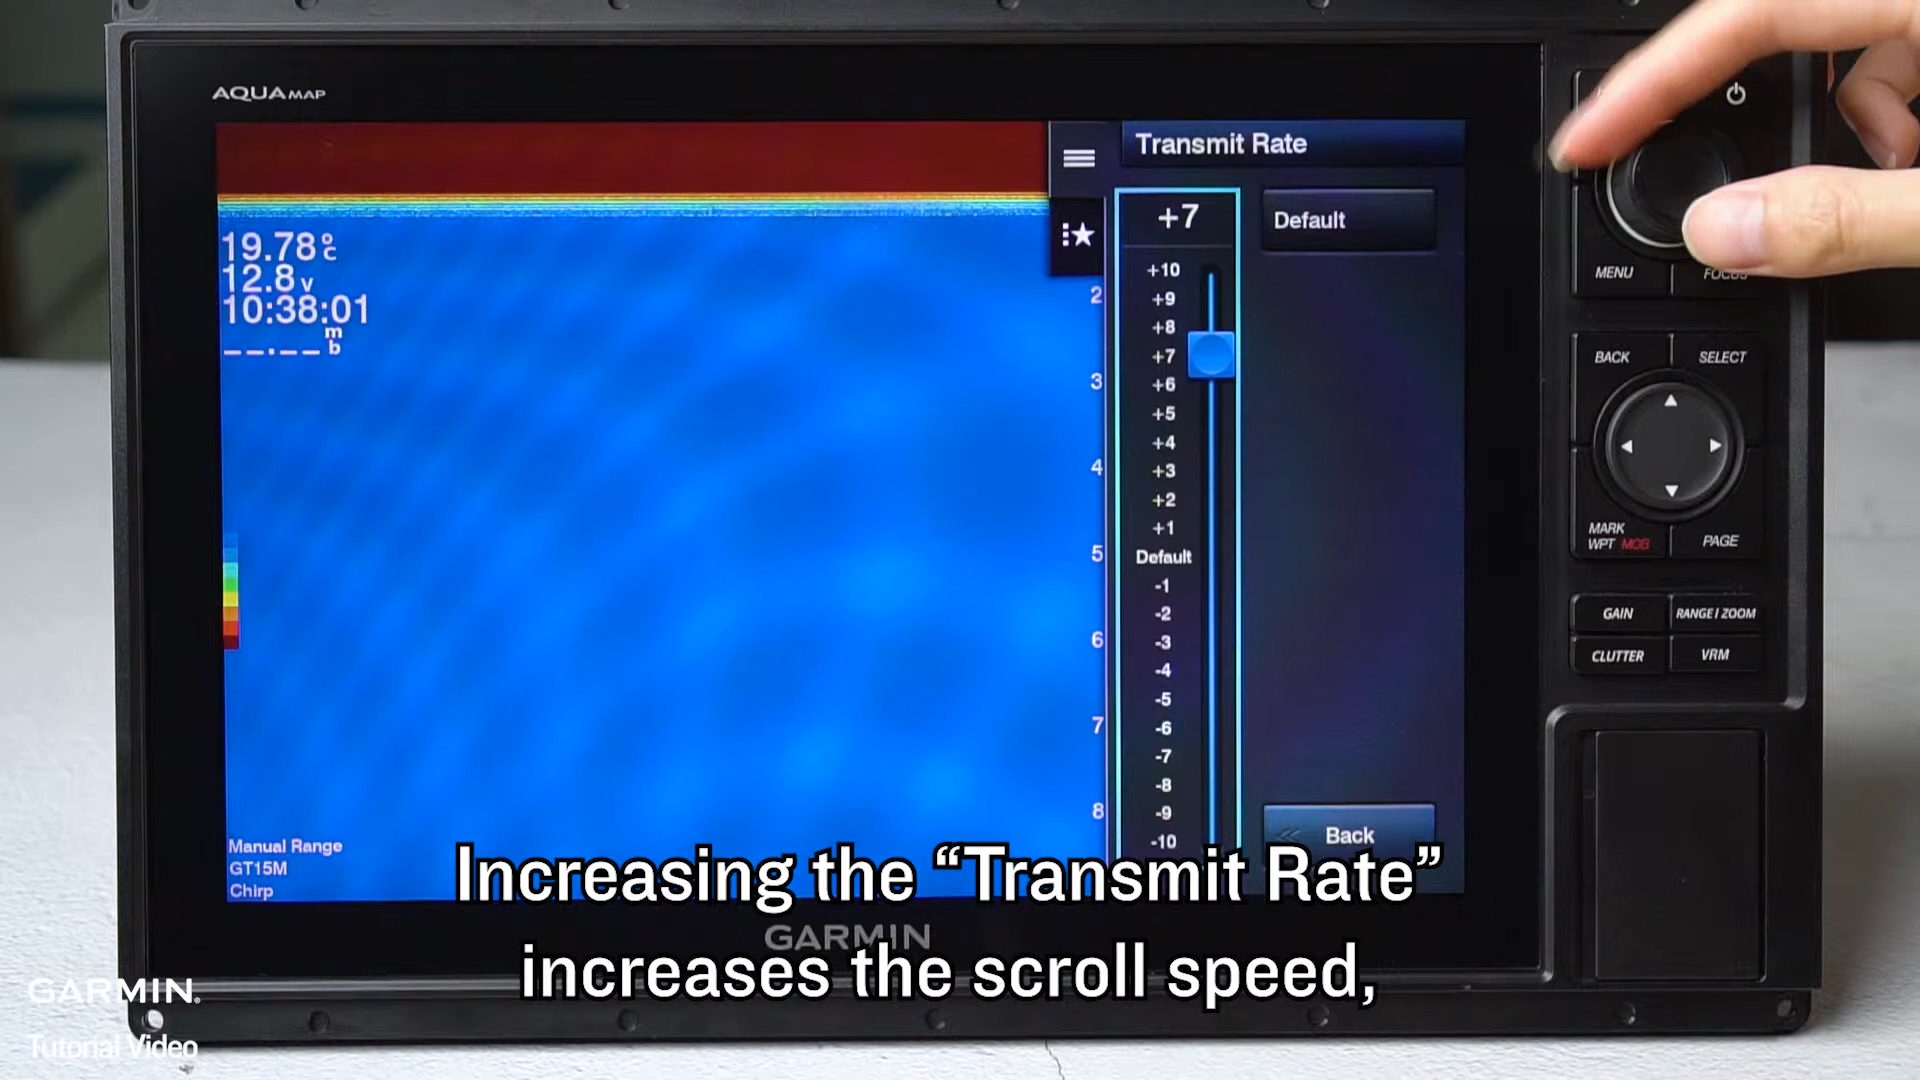 AQUAMAP
Transmit Rate
+7
Default
19.78°C
12.8 v
10:38:01
__.__ m b
+10
+9
+8
+7
+6
+5
+4
+3
+2
+1
Default
-1
-2
-3
-4
-5
-6
-7
-8
-9
-10
2
3
4
5
6
7
8
Back
Manual Range
GT15M
Chirp
MENU
FOCUS
BACK
SELECT
MARK
WPT MOB
PAGE
GAIN
RANGE / ZOOM
CLUTTER
VRM
GARMIN
Increasing the “Transmit Rate”
increases the scroll speed,
GARMIN®
Tutorial Video